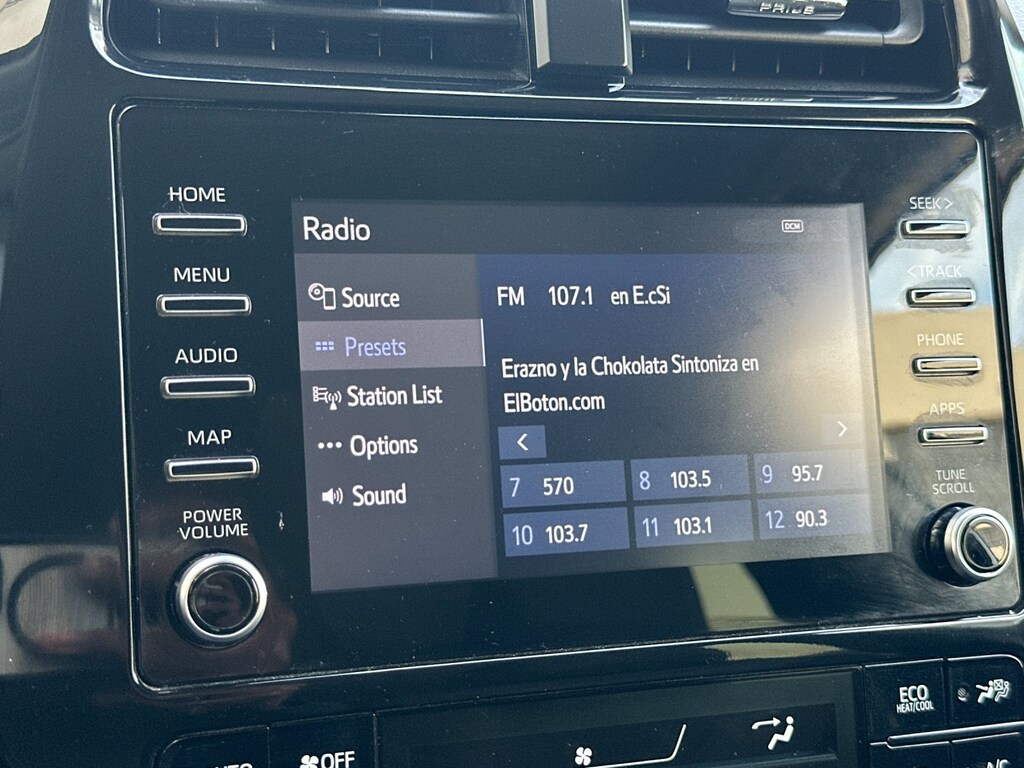 PRIDE
HOME
MENU
AUDIO
MAP
POWER
VOLUME
Radio
DCM
Source
Presets
Station List
Options
Sound
FM 107.1 en E.cSi
Erazno y la Chokolata Sintoniza en
ElBoton.com
< >
7 570 8 103.5 9 95.7
10 103.7 11 103.1 12 90.3
SEEK >
< TRACK
PHONE
APPS
TUNE
SCROLL
ECO
HEAT/COOL
OFF